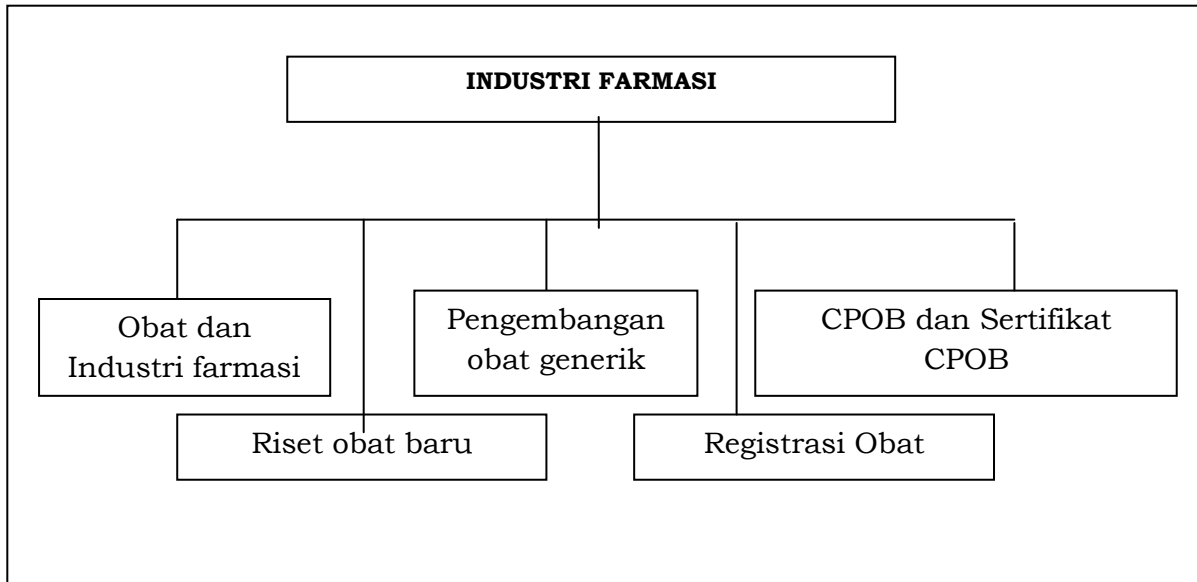 INDUSTRI FARMASI
Obat dan
Industri farmasi
Riset obat baru
Pengembangan
obat generik
Registrasi Obat
CPOB dan Sertifikat
CPOB